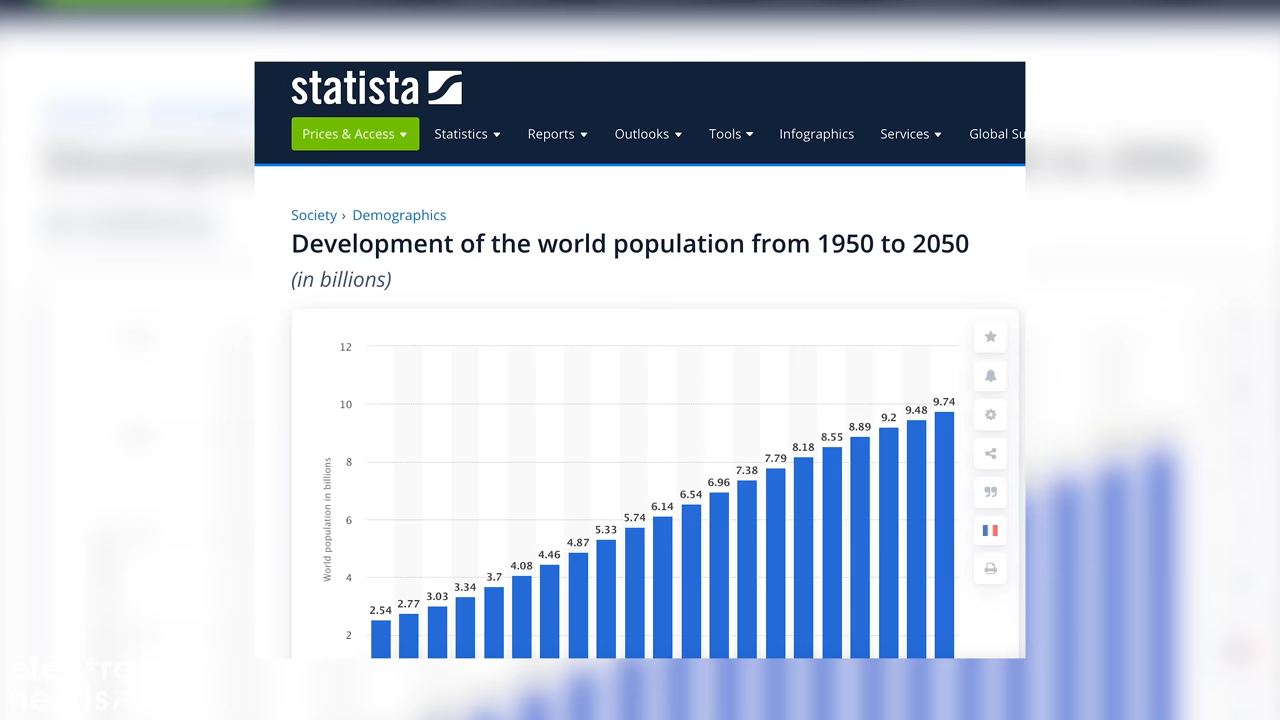 statista
Prices & Access Statistics Reports Outlooks Tools Infographics Services Global Su
Society › Demographics
Development of the world population from 1950 to 2050
(in billions)
World population in billions
12
10
8
6
4
2
2.54 2.77 3.03 3.34 3.7 4.08 4.46 4.87 5.33 5.74 6.14 6.54 6.96 7.38 7.79 8.18 8.55 8.89 9.2 9.48 9.74